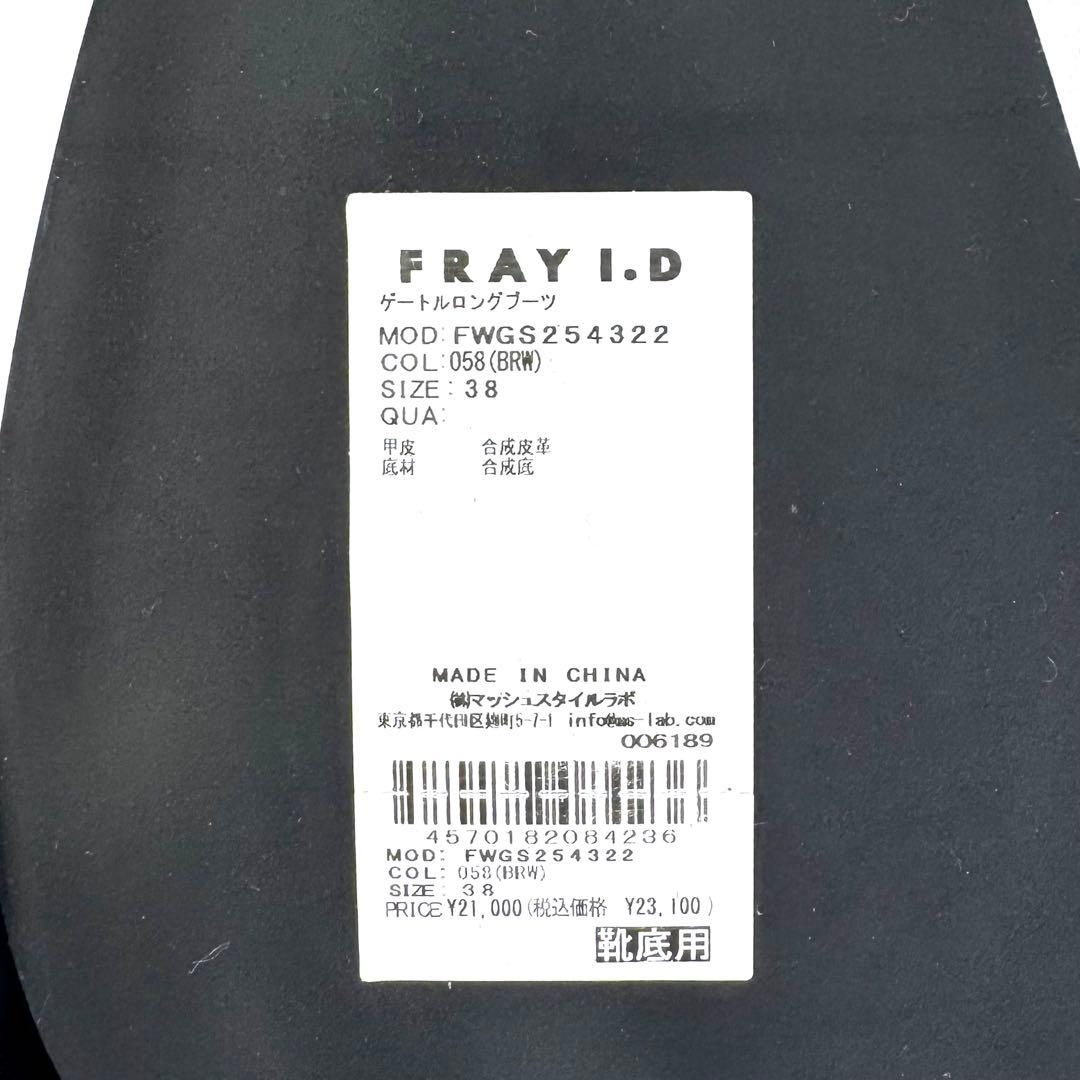 FRAY I.D
ゲートルロングブーツ
MOD: FWGS254322
COL: 058(BRW)
SIZE: 38
QUA:
甲皮 合成皮革
底材 合成底
MADE IN CHINA
㈱マッシュスタイルラボ
東京都千代田区麹町5-7-1 info@ms-lab.com
006189
4570182084236
MOD: FWGS254322
COL: 058(BRW)
SIZE: 38
PRICE ¥21,000(税込価格 ¥23,100)
靴底用